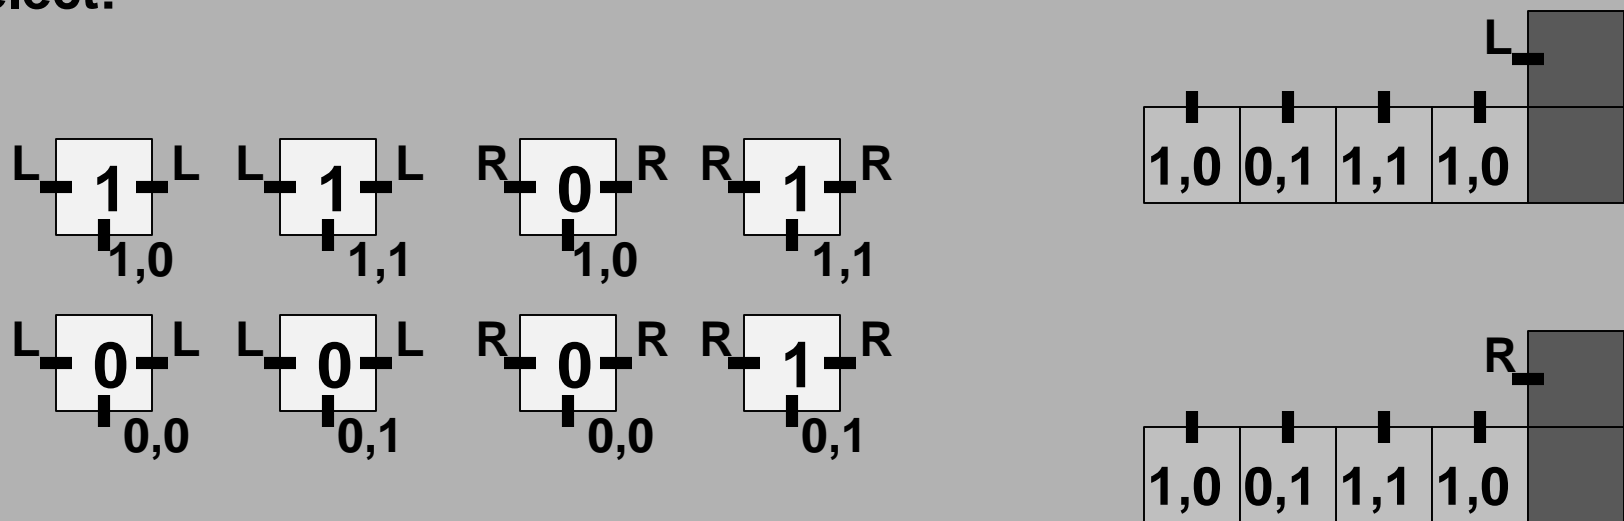 elect:
L
L 1 L L 1 L R 0 R R 1 R
1,0 0,1 1,1 1,0
1,0 1,1 1,0 1,1
L 0 L L 0 L R 0 R R 1 R
R
0,0 0,1 0,0 0,1
1,0 0,1 1,1 1,0